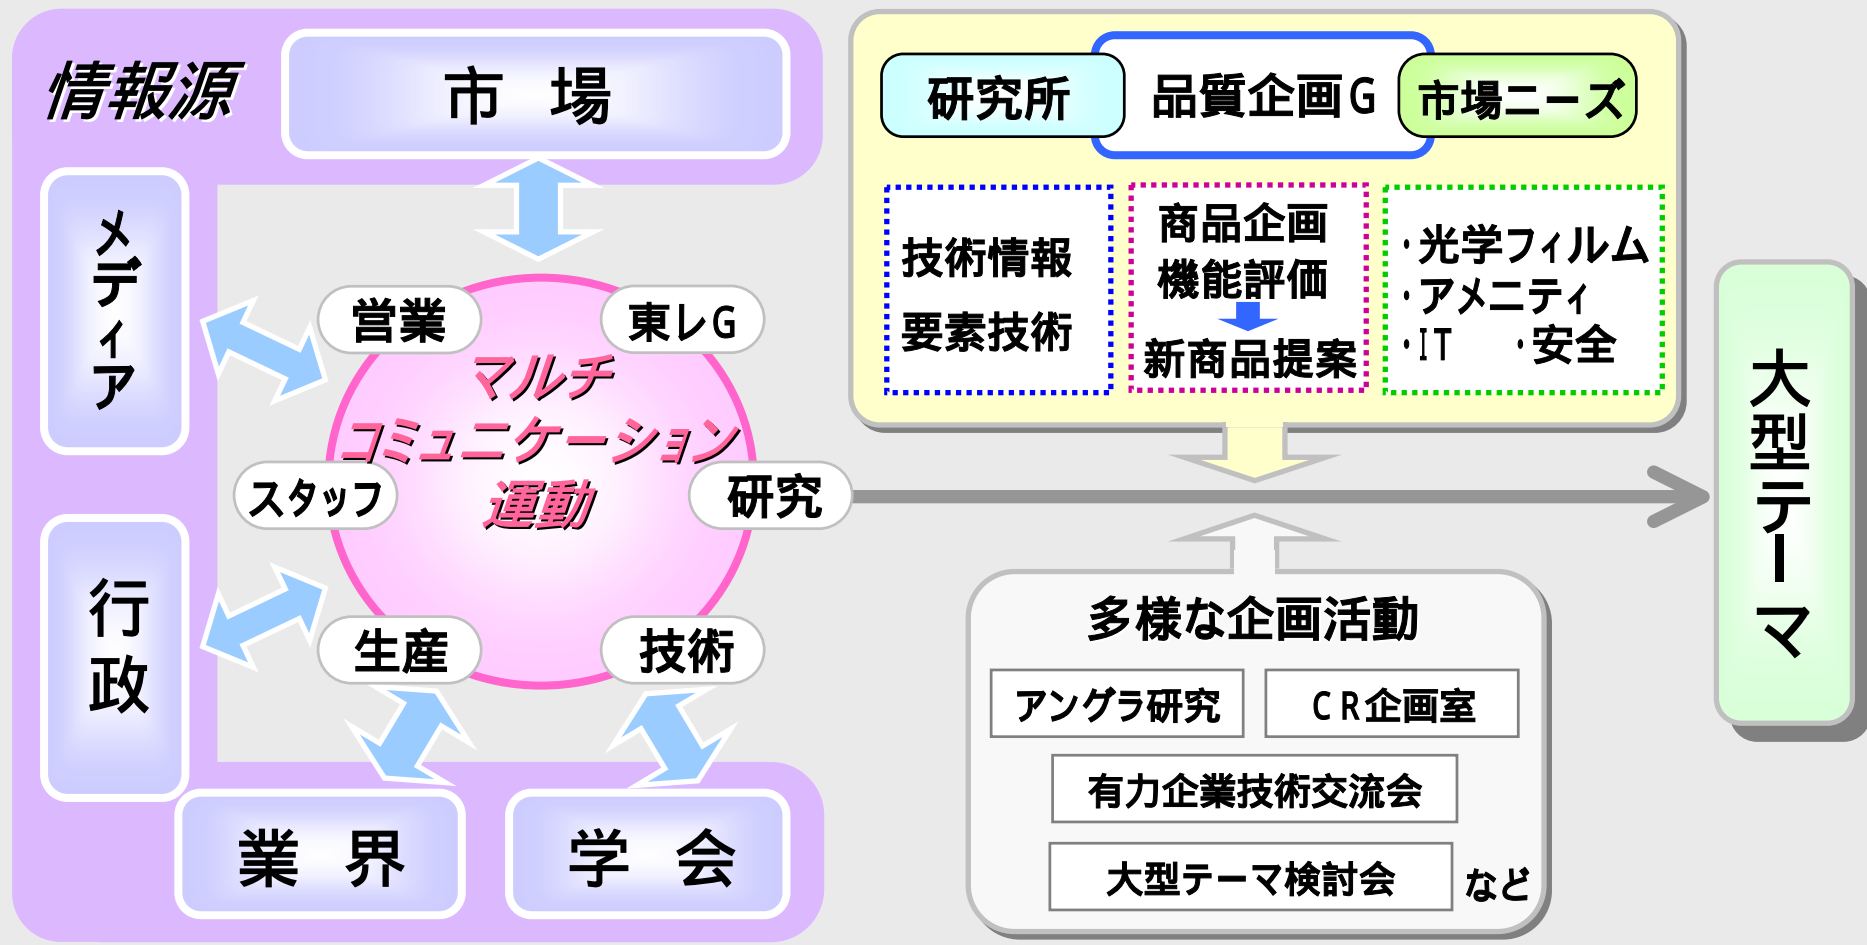 情報源
市 場
メディア
行政
業 界
学 会
営業
東レG
マルチ
コミュニケーション
運動
スタッフ
研究
生産
技術
研究所
品質企画G
市場ニーズ
技術情報
要素技術
商品企画
機能評価
新商品提案
・光学フィルム
・アメニティ
・IT ・安全
多様な企画活動
アングラ研究
CR企画室
有力企業技術交流会
大型テーマ検討会
など
大型テーマ